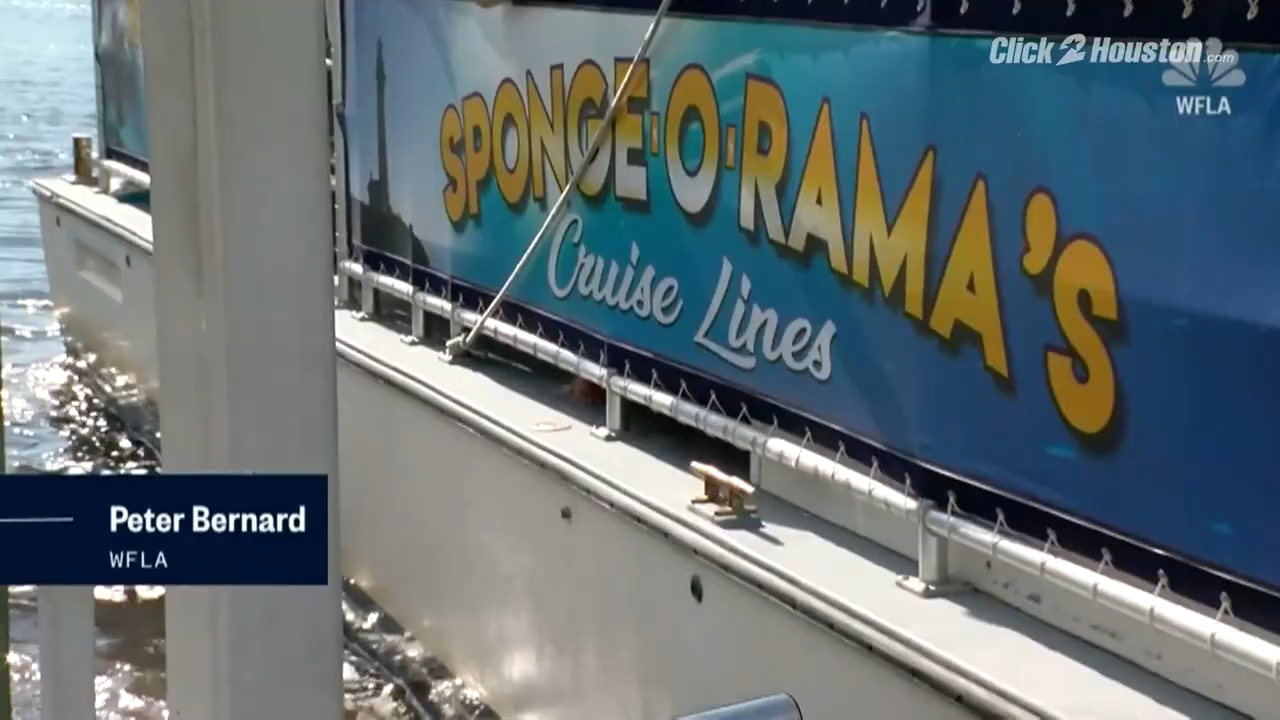 Click2Houston.com
WFLA
SPONGE-O-RAMA'S
Cruise Lines
Peter Bernard
WFLA